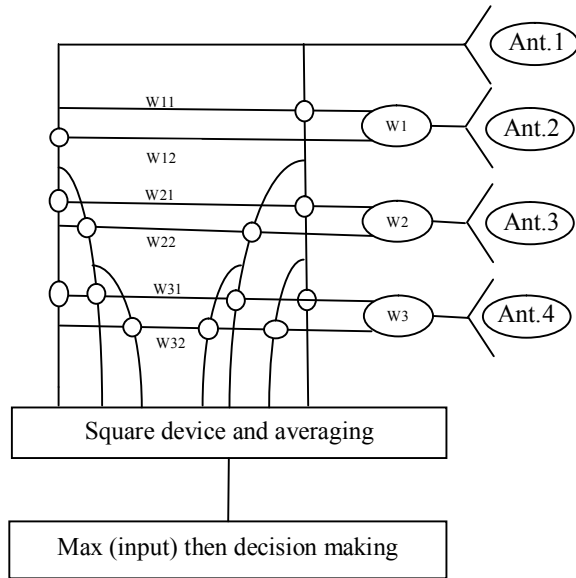 Ant.1
W11
W1
Ant.2
W12
W21
W2
Ant.3
W22
W31
W3
Ant.4
W32
Square device and averaging
Max (input) then decision making